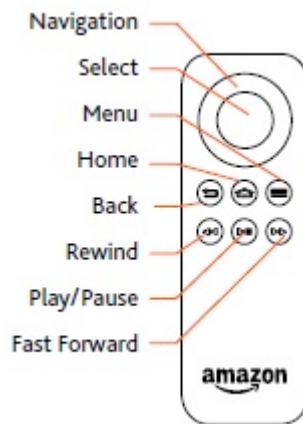 Navigation
Select
Menu
Home
Back
Rewind
Play/Pause
Fast Forward
amazon